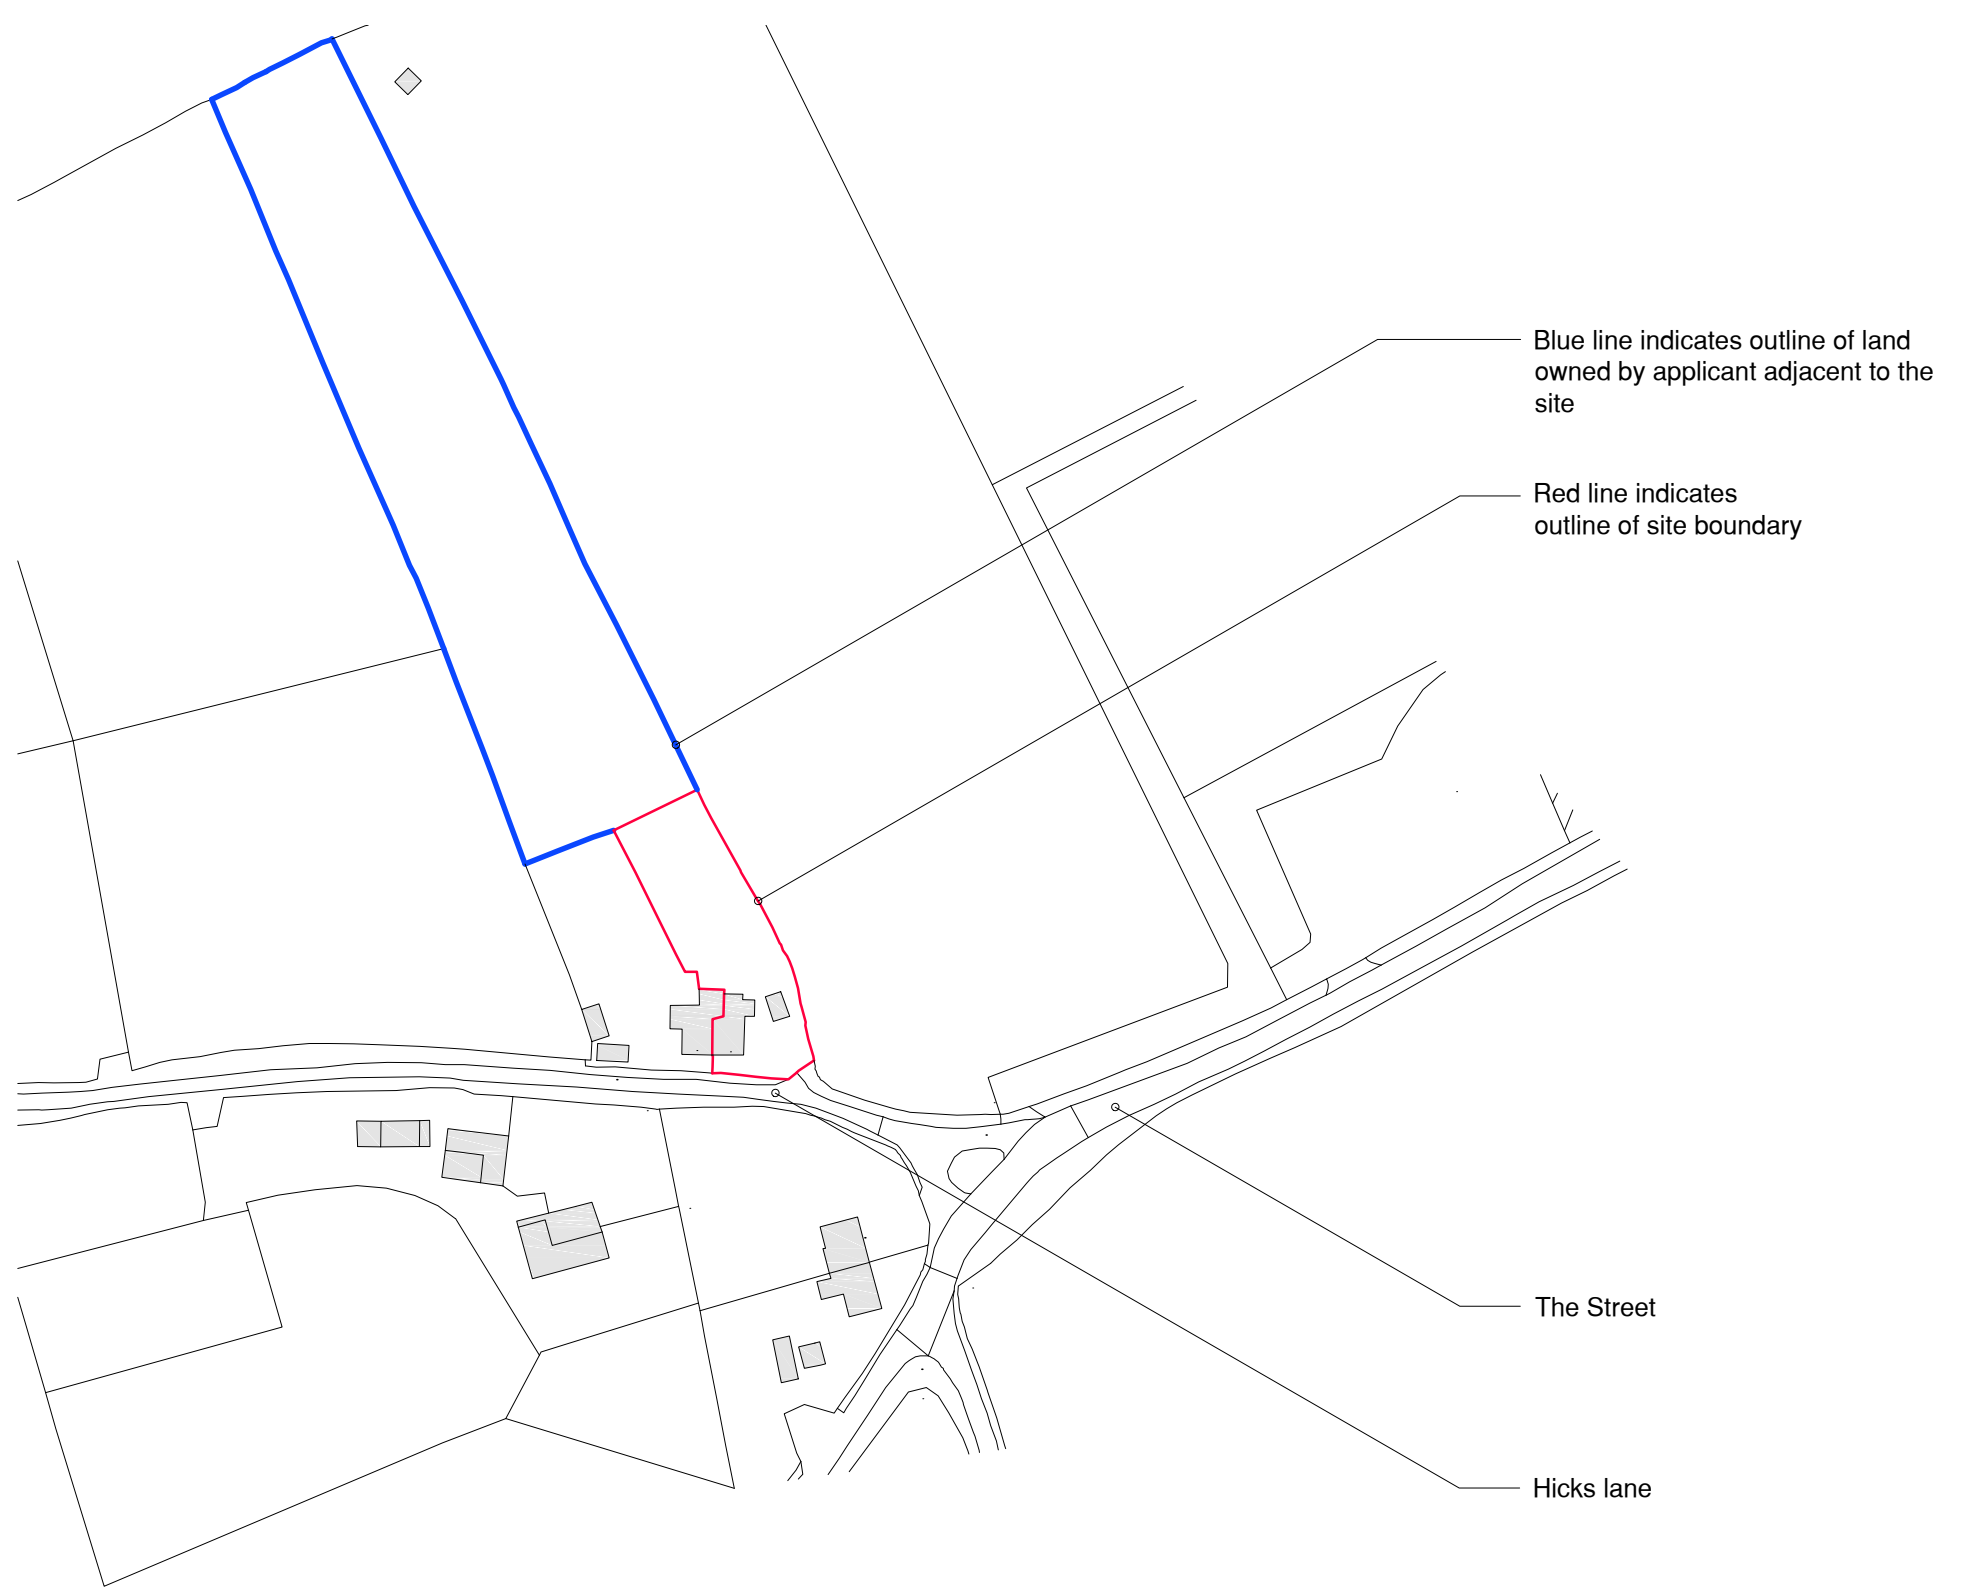 Blue line indicates outline of land
owned by applicant adjacent to the
site
Red line indicates
outline of site boundary
The Street
Hicks lane